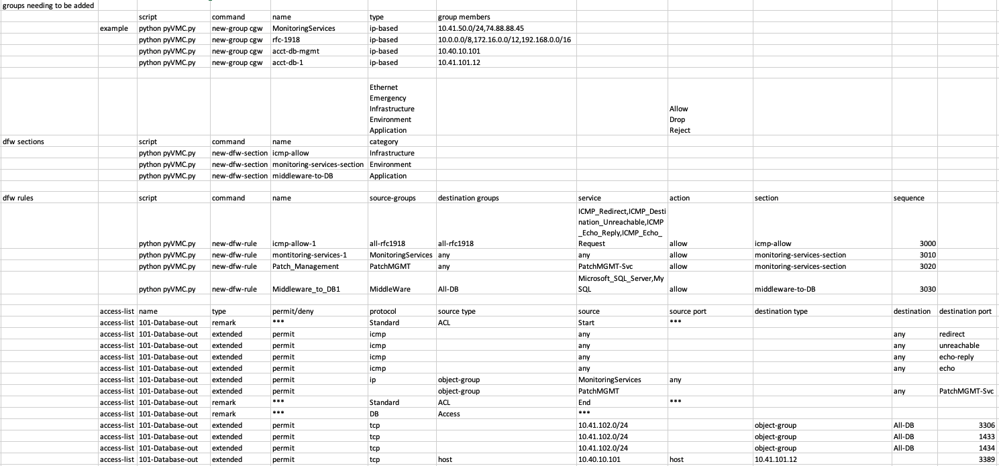 groups needing to be added
script command name type group members
example python pyVMC.py new-group cgw MonitoringServices ip-based 10.41.50.0/24,74.88.88.45
python pyVMC.py new-group cgw rfc-1918 ip-based 10.0.0.0/8,172.16.0.0/12,192.168.0.0/16
python pyVMC.py new-group cgw acct-db-mgmt ip-based 10.40.10.101
python pyVMC.py new-group cgw acct-db-1 ip-based 10.41.101.12
Ethernet
Emergency
Infrastructure Allow
Environment Drop
Application Reject
dfw sections script command name category
python pyVMC.py new-dfw-section icmp-allow Infrastructure
python pyVMC.py new-dfw-section monitoring-services-section Environment
python pyVMC.py new-dfw-section middleware-to-DB Application
dfw rules script command name source-groups destination groups service action section sequence
ICMP_Redirect,ICMP_Desti
nation_Unreachable,ICMP
_Echo_Reply,ICMP_Echo_
python pyVMC.py new-dfw-rule icmp-allow-1 all-rfc1918 all-rfc1918 Request allow icmp-allow 3000
python pyVMC.py new-dfw-rule montitoring-services-1 MonitoringServices any any allow monitoring-services-section 3010
python pyVMC.py new-dfw-rule Patch_Management PatchMGMT any PatchMGMT-Svc allow monitoring-services-section 3020
Microsoft_SQL_Server,My
python pyVMC.py new-dfw-rule Middleware_to_DB1 MiddleWare All-DB SQL allow middleware-to-DB 3030
access-list name type permit/deny protocol source type source source port destination type destination destination port
access-list 101-Database-out remark *** Standard ACL Start ***
access-list 101-Database-out extended permit icmp any any redirect
access-list 101-Database-out extended permit icmp any any unreachable
access-list 101-Database-out extended permit icmp any any echo-reply
access-list 101-Database-out extended permit icmp any any echo
access-list 101-Database-out extended permit ip object-group MonitoringServices any
access-list 101-Database-out extended permit object-group PatchMGMT any PatchMGMT-Svc
access-list 101-Database-out remark *** Standard ACL End ***
access-list 101-Database-out remark *** DB Access ***
access-list 101-Database-out extended permit tcp 10.41.102.0/24 object-group All-DB 3306
access-list 101-Database-out extended permit tcp 10.41.102.0/24 object-group All-DB 1433
access-list 101-Database-out extended permit tcp 10.41.102.0/24 object-group All-DB 1434
access-list 101-Database-out extended permit tcp host 10.40.10.101 host 10.41.101.12 3389